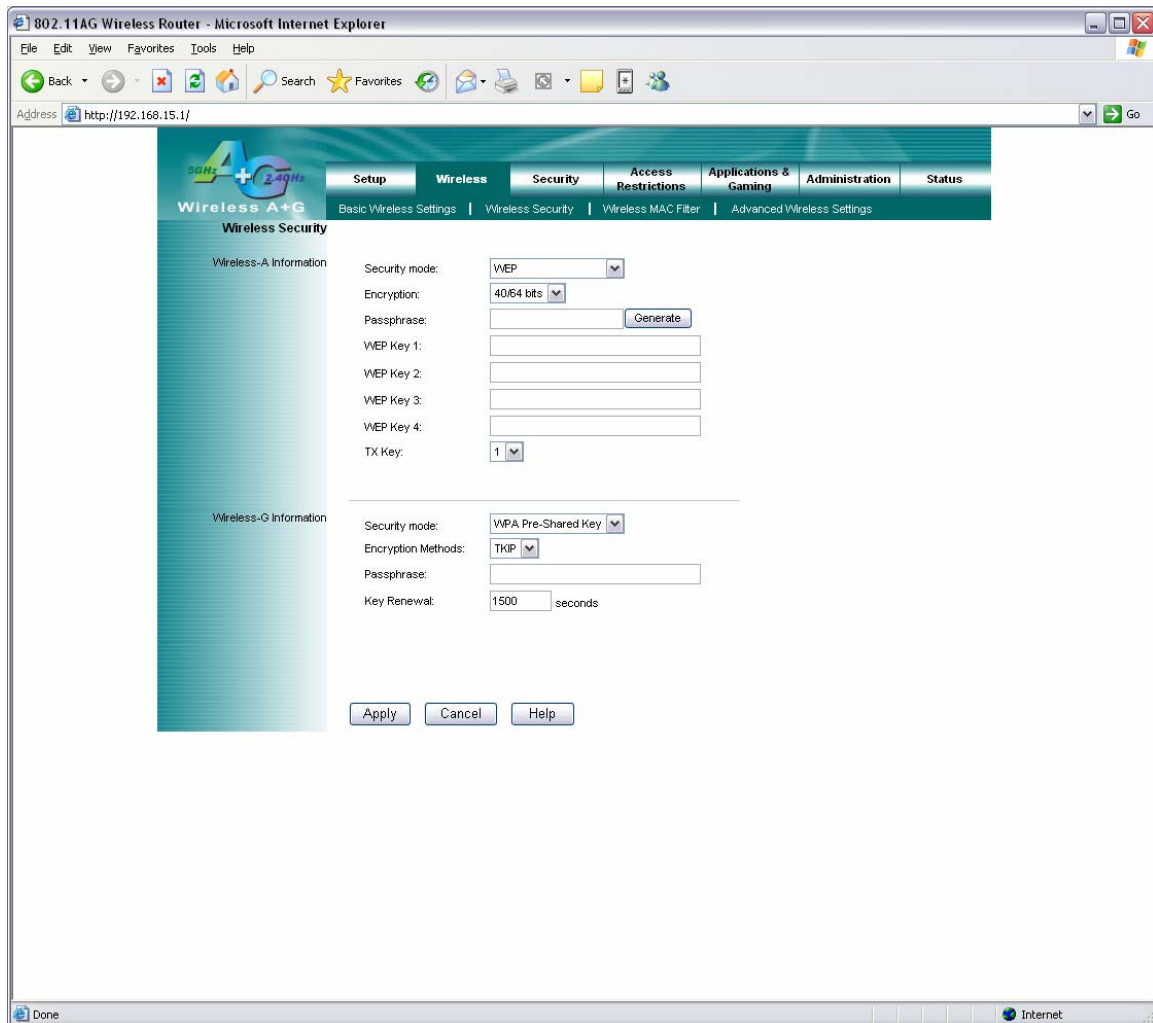 802.11AG Wireless Router - Microsoft Internet Explorer
File Edit View Favorites Tools Help
Back Search Favorites
Address http://192.168.15.1/ Go
5GHz A+G 2.4GHz
Wireless A+G
Setup Wireless Security Access Restrictions Applications & Gaming Administration Status
Basic Wireless Settings | Wireless Security | Wireless MAC Filter | Advanced Wireless Settings
Wireless Security
Wireless-A Information
Security mode: WEP
Encryption: 40/64 bits
Passphrase: Generate
WEP Key 1:
WEP Key 2:
WEP Key 3:
WEP Key 4:
TX Key: 1
Wireless-G Information
Security mode: WPA Pre-Shared Key
Encryption Methods: TKIP
Passphrase:
Key Renewal: 1500 seconds
Apply Cancel Help
Done Internet